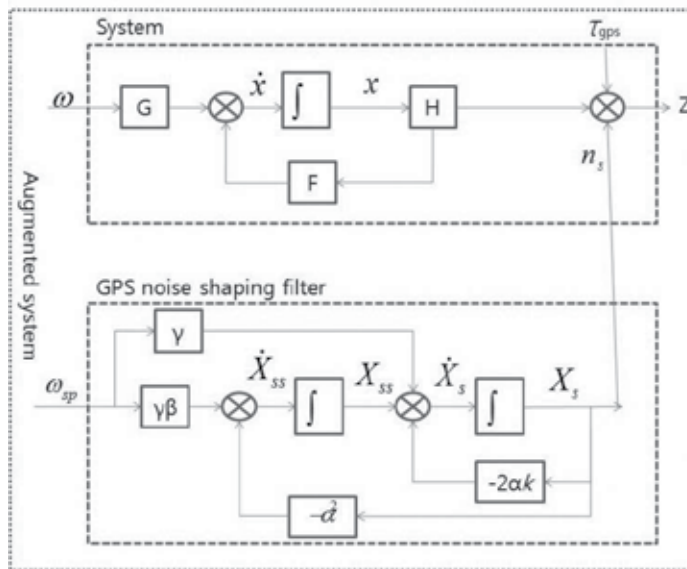 System
τgps
ω
G
ẋ
∫
x
H
Z
F
nₛ
Augmented system
GPS noise shaping filter
γ
ωsp
γβ
Ẋss
∫
Xss
Ẋs
∫
Xs
-2αk